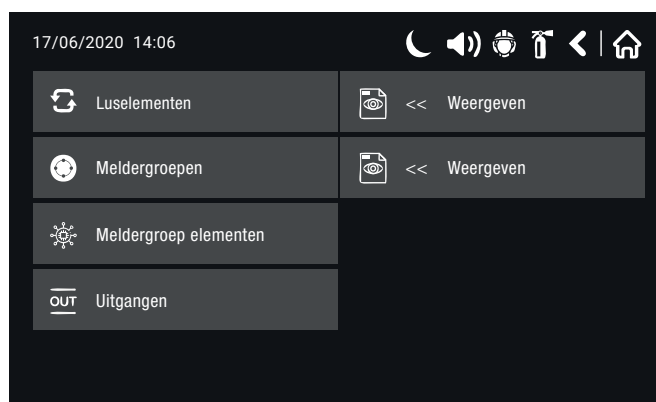 17/06/2020 14:06
Luselementen
<< Weergeven
Meldergroepen
<< Weergeven
Meldergroep elementen
OUT Uitgangen